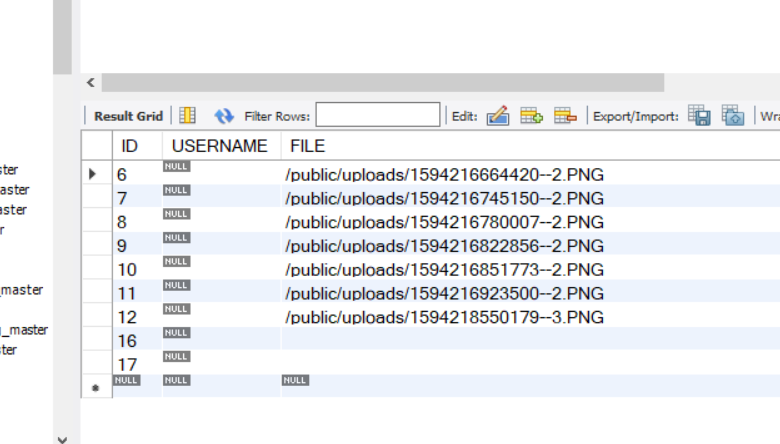 Result Grid Filter Rows: Edit: Export/Import: Wra
ID USERNAME FILE
6 NULL /public/uploads/1594216664420--2.PNG
7 NULL /public/uploads/1594216745150--2.PNG
8 NULL /public/uploads/1594216780007--2.PNG
9 NULL /public/uploads/1594216822856--2.PNG
10 NULL /public/uploads/1594216851773--2.PNG
11 NULL /public/uploads/1594216923500--2.PNG
12 NULL /public/uploads/1594218550179--3.PNG
16 NULL
17 NULL
NULL NULL NULL
ster
aster
aster
r
_master
_master
ter